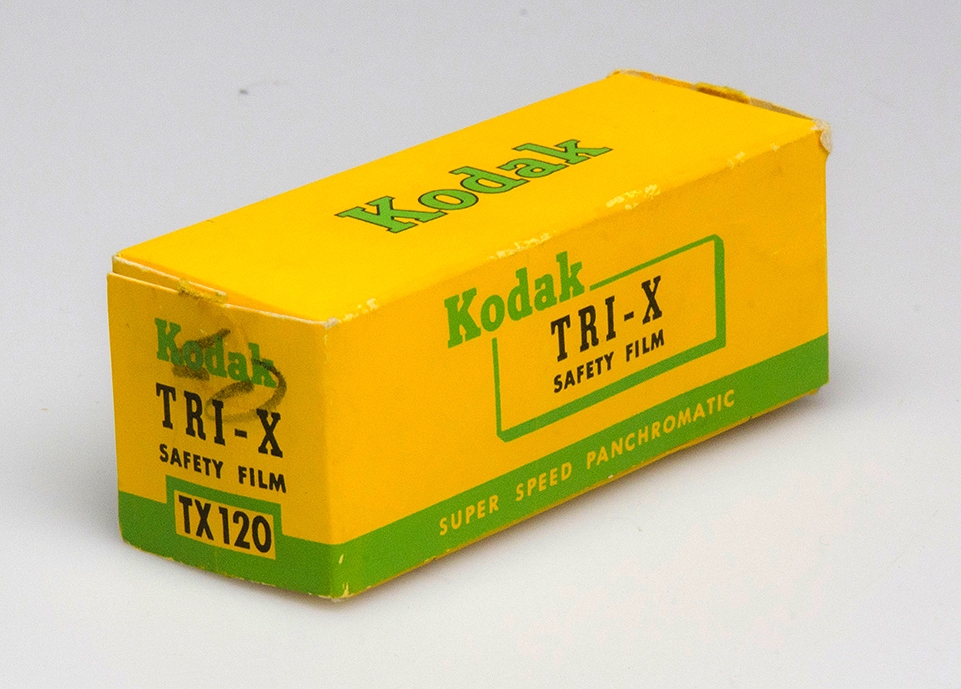 Kodak
Kodak
TRI-X
SAFETY FILM
SUPER SPEED PANCHROMATIC
Kodak
TRI-X
SAFETY FILM
TX120